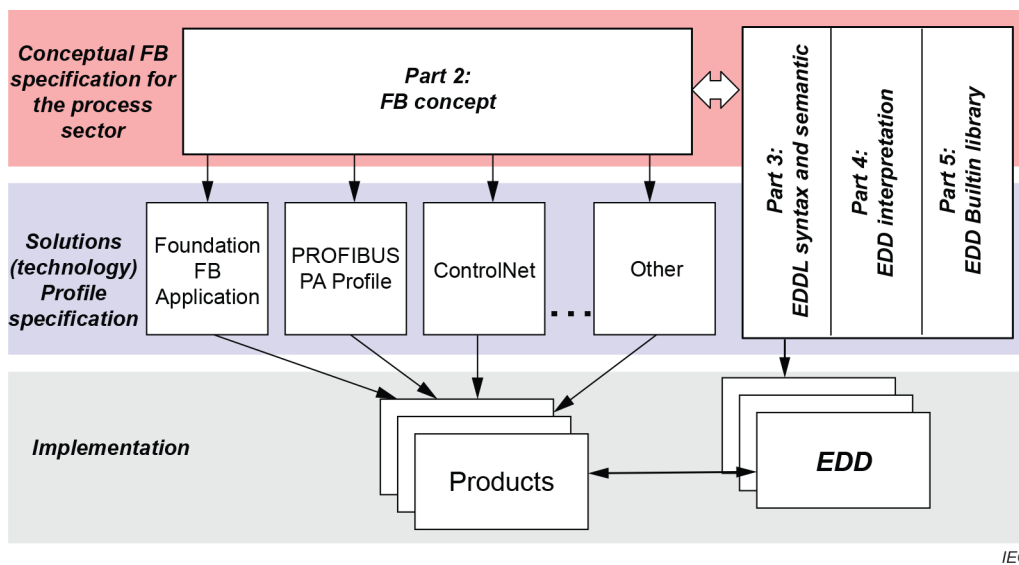 Conceptual FB
specification for
the process
sector
Part 2:
FB concept
Part 3:
EDDL syntax and semantic
Part 4:
EDD interpretation
Part 5:
EDD Builtin library
Solutions
(technology)
Profile
specification
Foundation
FB
Application
PROFIBUS
PA Profile
ControlNet
...
Other
Implementation
Products
EDD